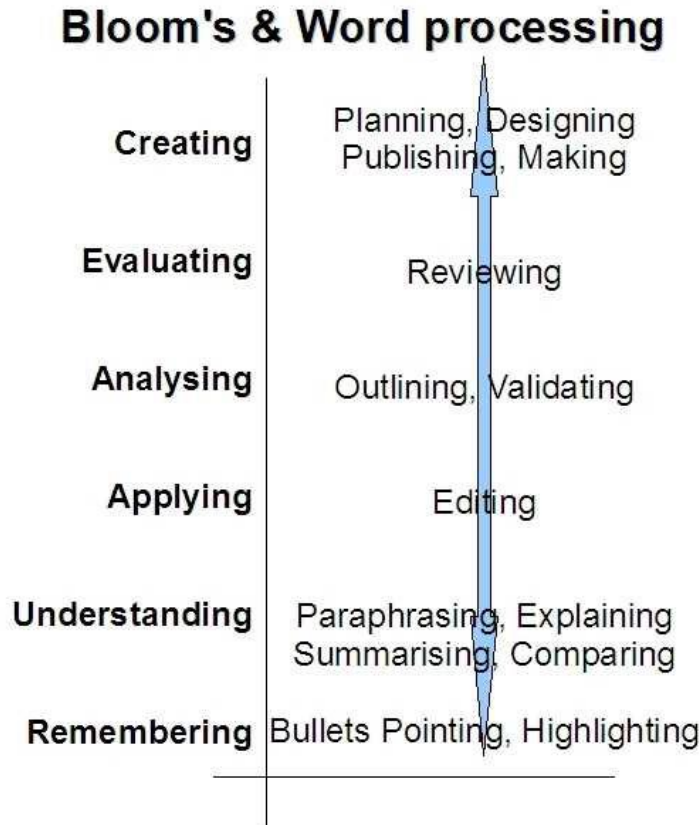 Bloom's & Word processing
Creating
Planning, Designing
Publishing, Making
Evaluating
Reviewing
Analysing
Outlining, Validating
Applying
Editing
Understanding
Paraphrasing, Explaining
Summarising, Comparing
Remembering
Bullets Pointing, Highlighting